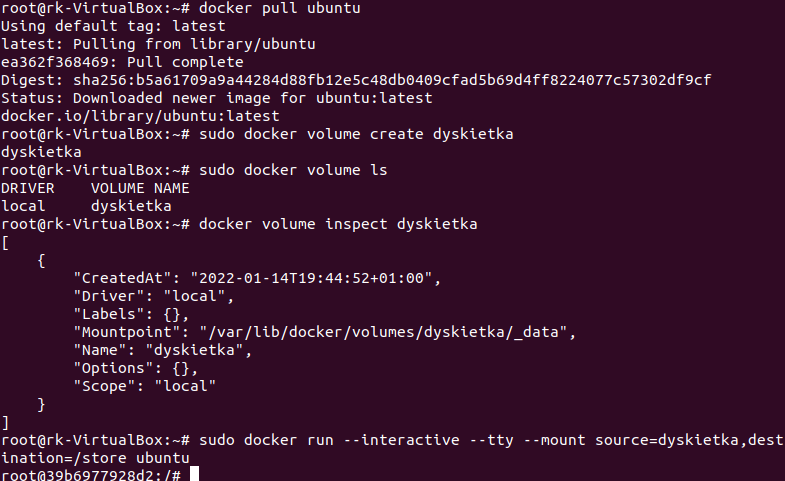 root@rk-VirtualBox:~# docker pull ubuntu
Using default tag: latest
latest: Pulling from library/ubuntu
ea362f368469: Pull complete
Digest: sha256:b5a61709a9a44284d88fb12e5c48db0409cfad5b69d4ff8224077c57302df9cf
Status: Downloaded newer image for ubuntu:latest
docker.io/library/ubuntu:latest
root@rk-VirtualBox:~# sudo docker volume create dyskietka
dyskietka
root@rk-VirtualBox:~# sudo docker volume ls
DRIVER    VOLUME NAME
local     dyskietka
root@rk-VirtualBox:~# docker volume inspect dyskietka
[
    {
        "CreatedAt": "2022-01-14T19:44:52+01:00",
        "Driver": "local",
        "Labels": {},
        "Mountpoint": "/var/lib/docker/volumes/dyskietka/_data",
        "Name": "dyskietka",
        "Options": {},
        "Scope": "local"
    }
]
root@rk-VirtualBox:~# sudo docker run --interactive --tty --mount source=dyskietka,dest
ination=/store ubuntu
root@39b6977928d2:/#